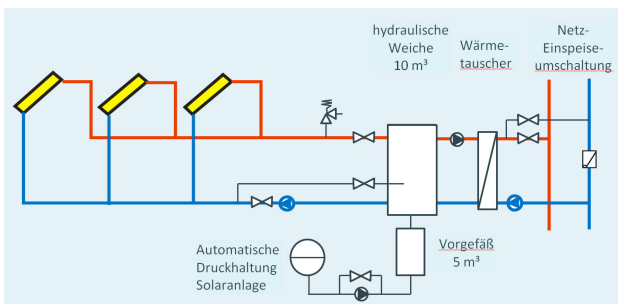 hydraulische
Weiche
10 m³
Wärme-
tauscher
Netz-
Einspeise-
umschaltung
Automatische
Druckhaltung
Solaranlage
Vorgefäß
5 m³